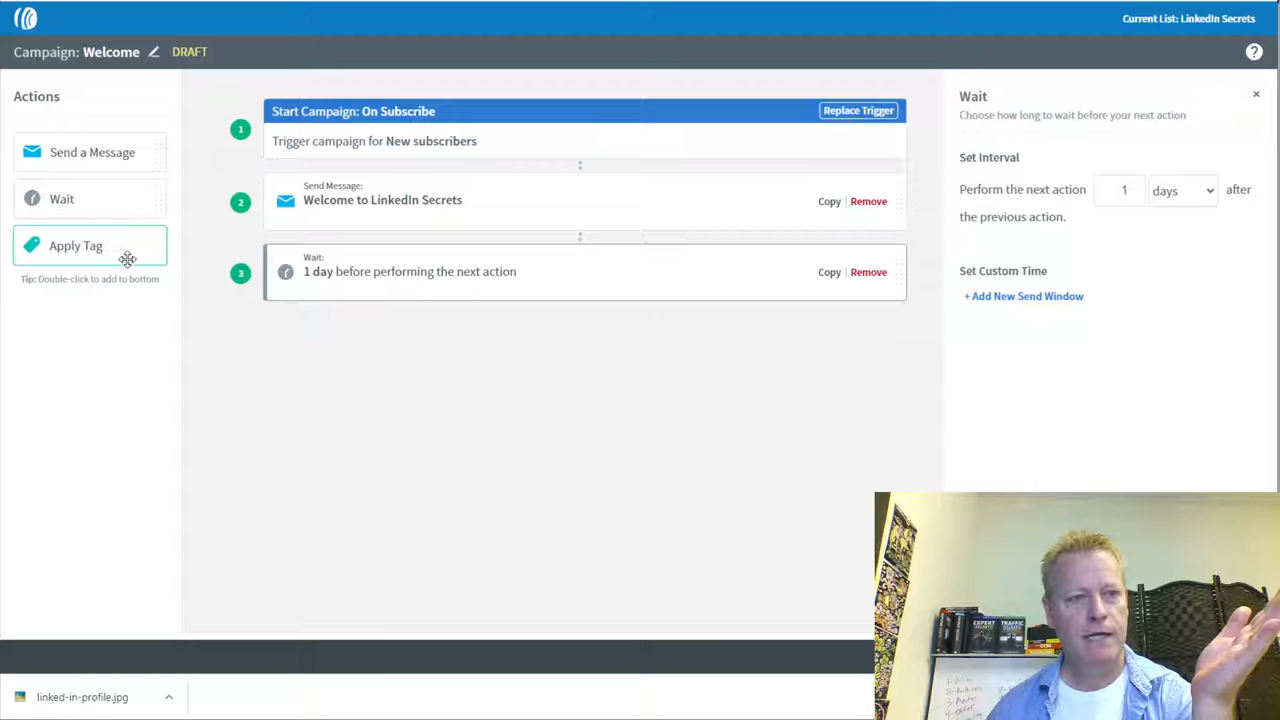 Current List: LinkedIn Secrets
Campaign: Welcome DRAFT
?
Actions
Send a Message
Wait
Apply Tag
Tip: Double-click to add to bottom
1
Start Campaign: On Subscribe
Replace Trigger
Trigger campaign for New subscribers
2
Send Message:
Welcome to LinkedIn Secrets
Copy | Remove
3
Wait:
1 day before performing the next action
Copy | Remove
Wait
×
Choose how long to wait before your next action
Set Interval
Perform the next action 1 days after
the previous action.
Set Custom Time
+ Add New Send Window
EXPERT
TRAFFIC
linked-in-profile.jpg